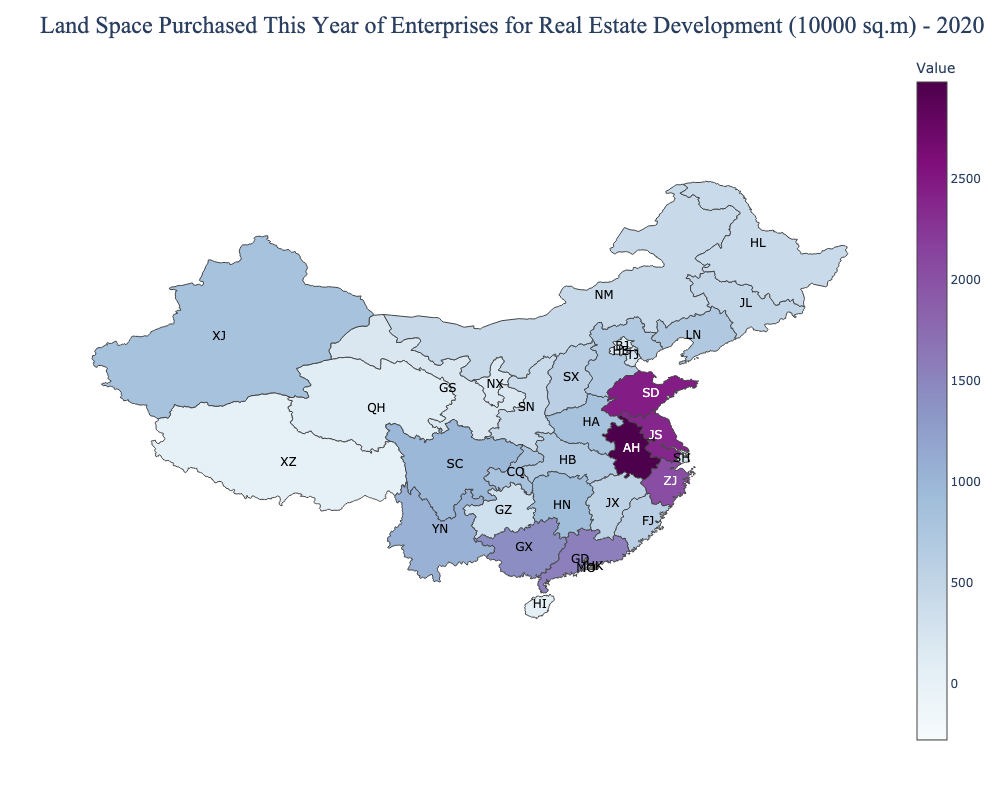 Land Space Purchased This Year of Enterprises for Real Estate Development (10000 sq.m) - 2020
Value
2500
2000
1500
1000
500
0
HL
NM
JL
XJ
LN
BJ
HE
TJ
SX
GS
NX
SD
QH
SN
HA
JS
AH
SH
XZ
SC
HB
CQ
ZJ
GZ
HN
JX
FJ
YN
GX
GD
HK
MO
HI